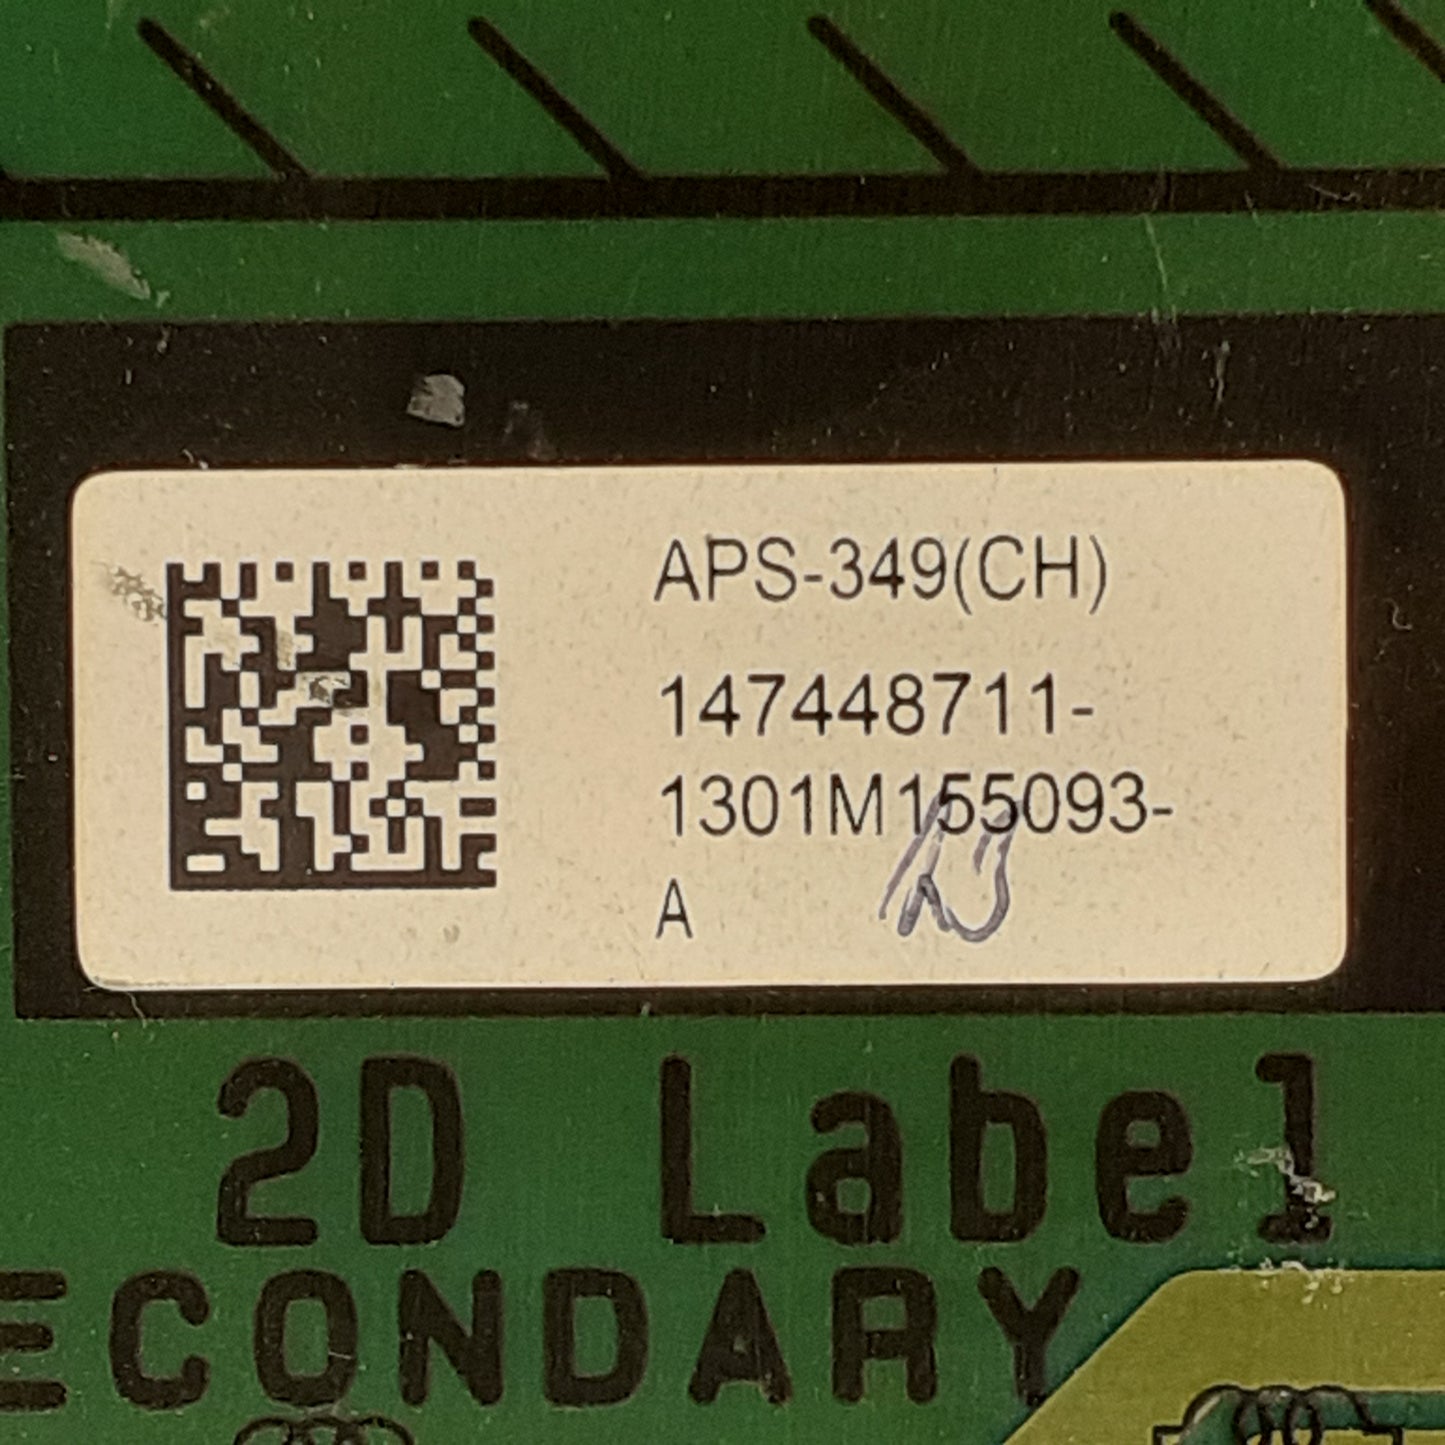 APS-349(CH)
147448711-
1301M155093-
A
2D Label
ECONDARY